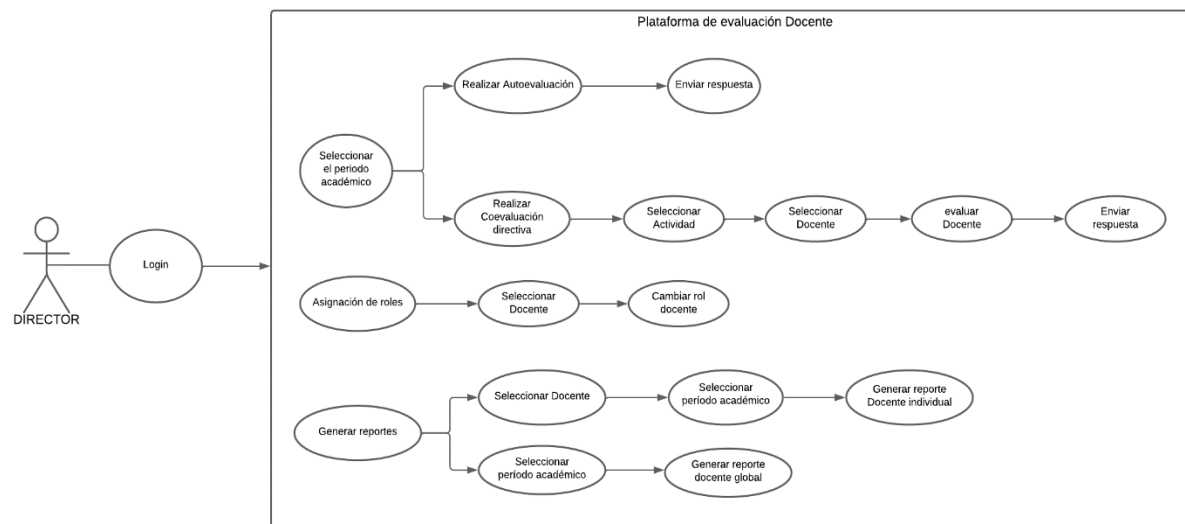 Plataforma de evaluación Docente
Realizar Autoevaluación
Enviar respuesta
Seleccionar
el periodo
académico
Realizar
Coevaluación
directiva
Seleccionar
Actividad
Seleccionar
Docente
evaluar
Docente
Enviar
respuesta
Login
DIRECTOR
Asignación de roles
Seleccionar
Docente
Cambiar rol
docente
Generar reportes
Seleccionar Docente
Seleccionar
período académico
Generar reporte
Docente individual
Seleccionar
período académico
Generar reporte
docente global